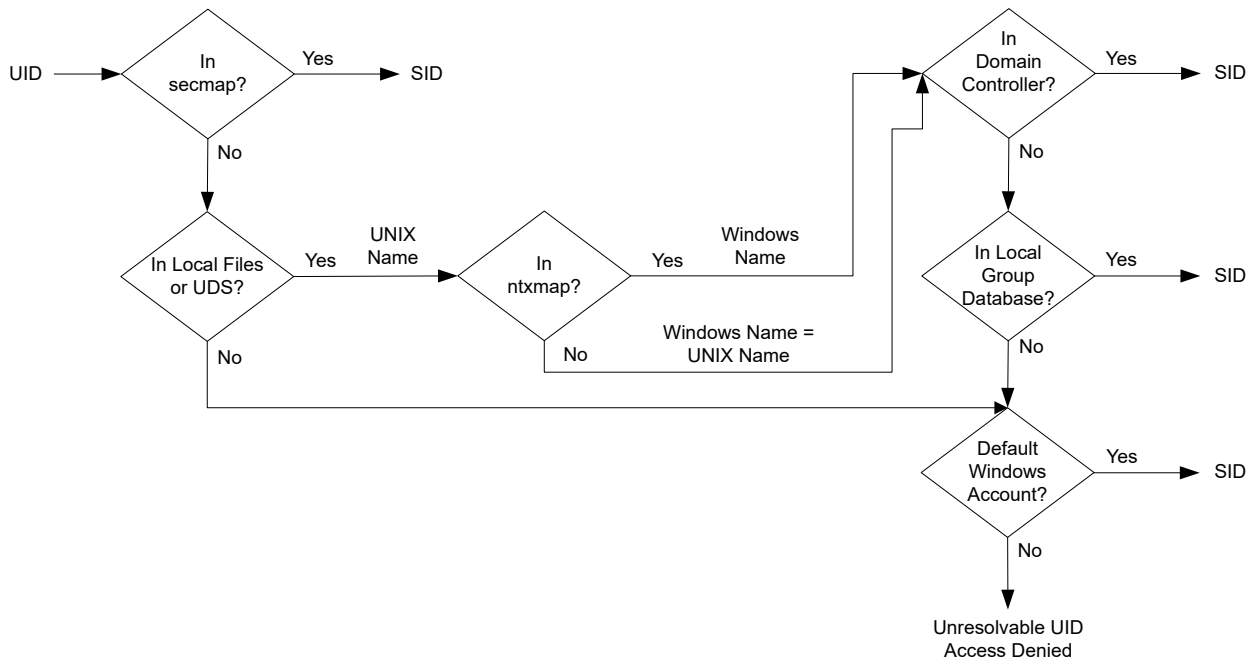 UID
In
secmap?
Yes
SID
No
In Local Files
or UDS?
Yes
UNIX
Name
No
In
ntxmap?
Yes
Windows
Name
No
Windows Name =
UNIX Name
In
Domain
Controller?
Yes
SID
No
In Local
Group
Database?
Yes
SID
No
Default
Windows
Account?
Yes
SID
No
Unresolvable UID
Access Denied